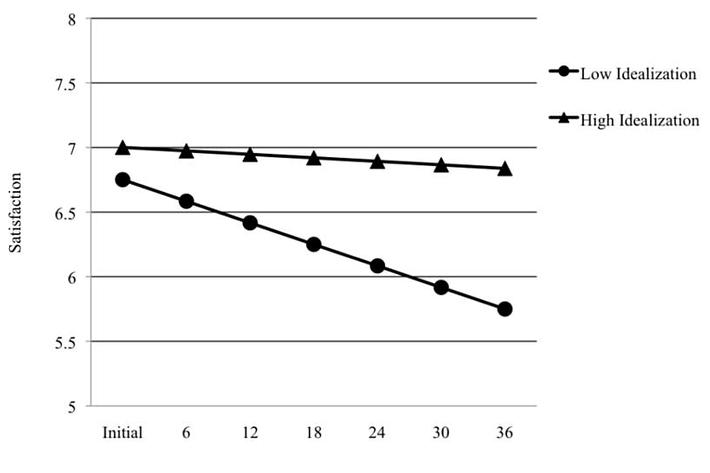 8
7.5
7
6.5
6
5.5
5
Satisfaction
Initial 6 12 18 24 30 36
Low Idealization
High Idealization